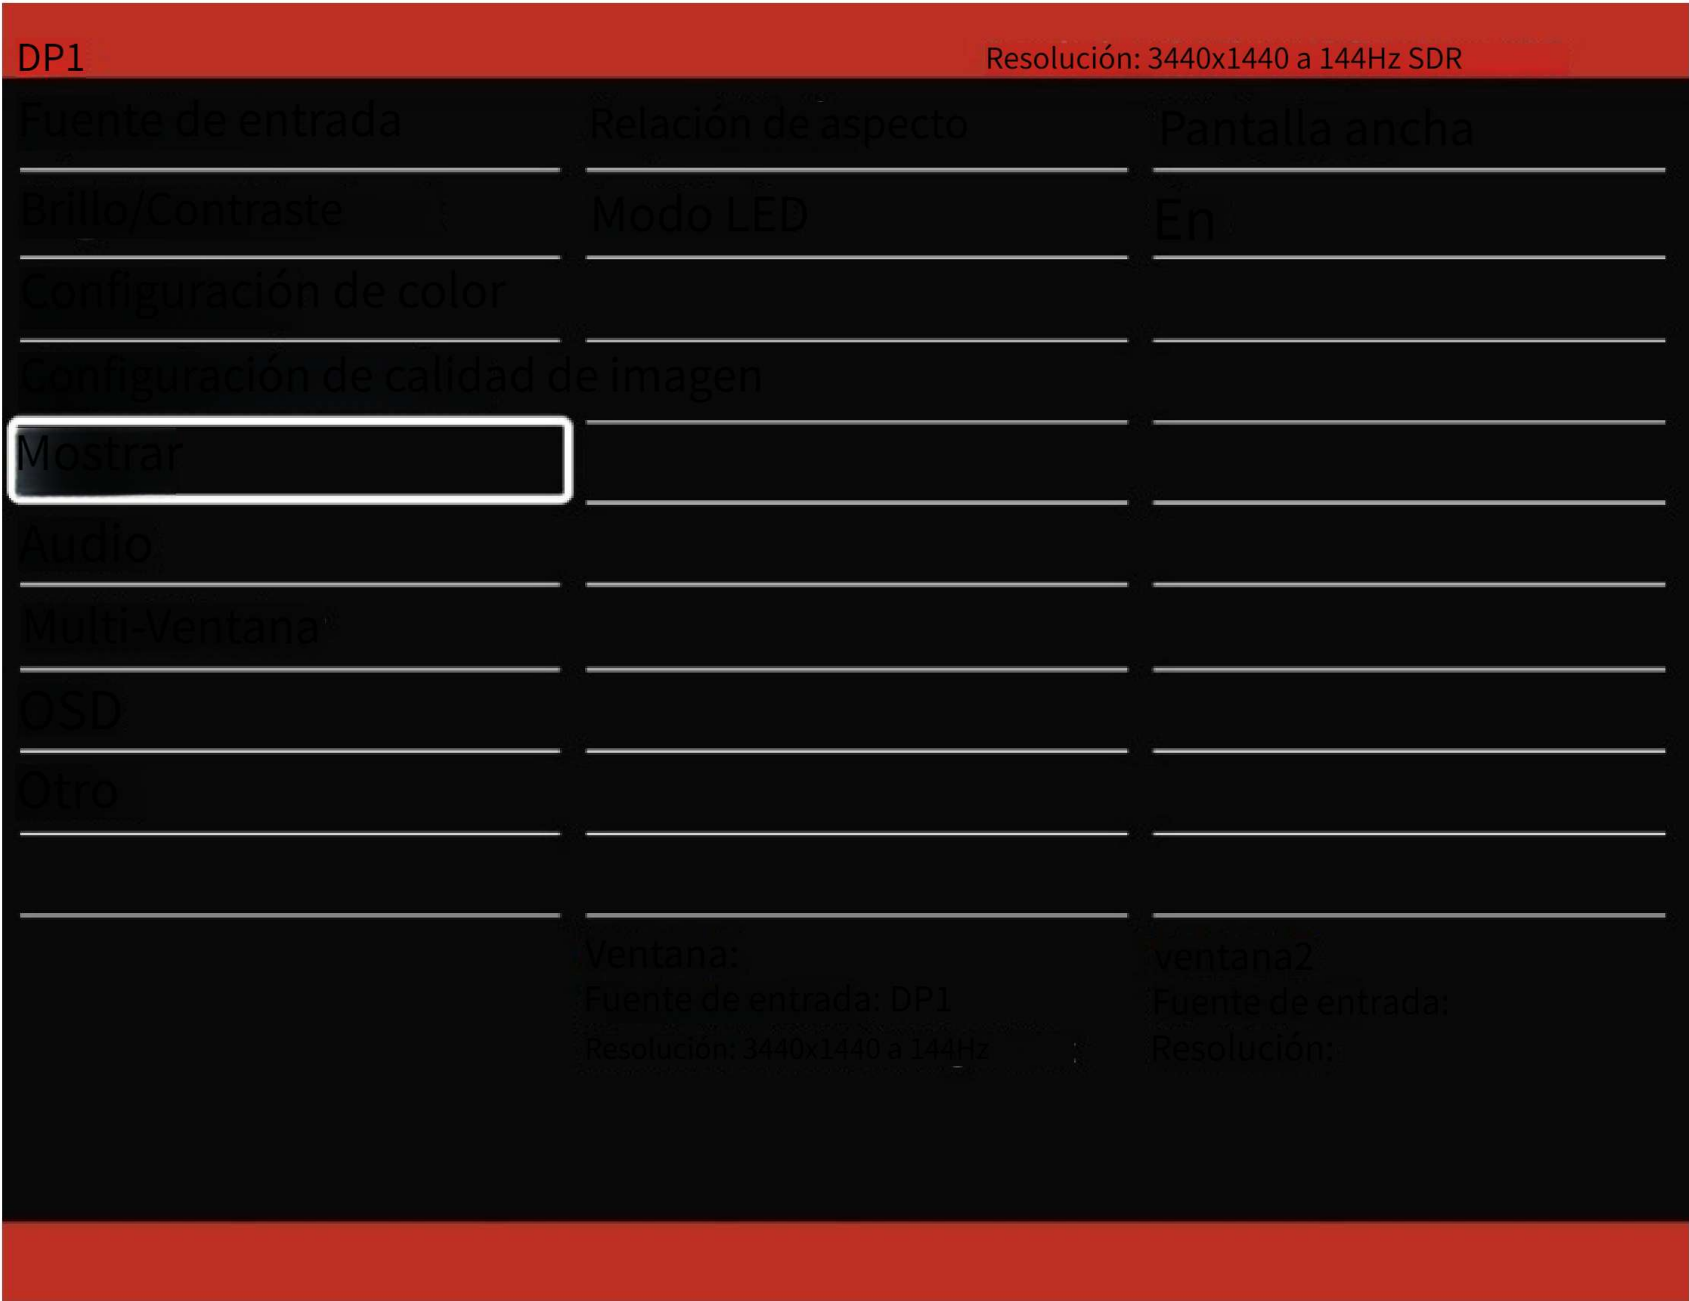 DP1 Resolución: 3440x1440 a 144Hz SDR
Fuente de entrada Relación de aspecto Pantalla ancha
Brillo/Contraste Modo LED En
Configuración de color
Configuración de calidad de imagen
Mostrar
Audio
Multi-Ventana
OSD
Otro
Ventana: ventana2
Fuente de entrada: DP1 Fuente de entrada:
Resolución: 3440x1440 a 144Hz Resolución: